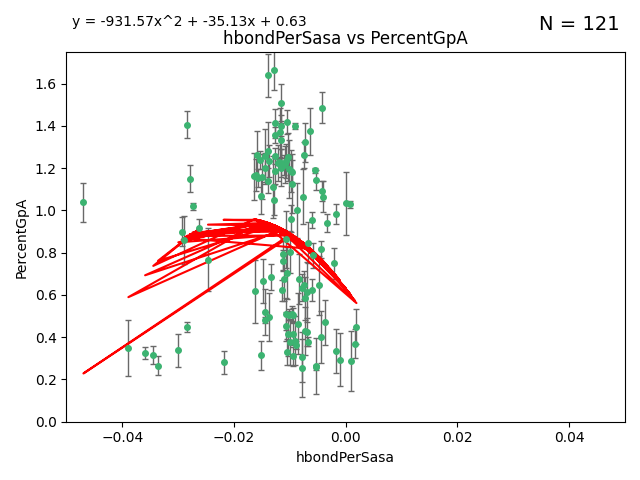 y = -931.57x^2 + -35.13x + 0.63
N = 121
hbondPerSasa vs PercentGpA
PercentGpA
1.6
1.4
1.2
1.0
0.8
0.6
0.4
0.2
0.0
−0.04 −0.02 0.00 0.02 0.04
hbondPerSasa